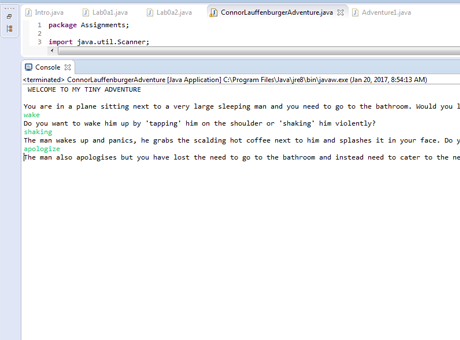 Intro.java Lab0a1.java Lab0a2.java ConnorLauffenburgerAdventure.java Adventure1.java
1 package Assignments;
2
3 import java.util.Scanner;
Console
<terminated> ConnorLauffenburgerAdventure [Java Application] C:\Program Files\Java\jre8\bin\javaw.exe (Jan 20, 2017, 8:54:13 AM)
WELCOME TO MY TINY ADVENTURE
You are in a plane sitting next to a very large sleeping man and you need to go to the bathroom. Would you l
wake
Do you want to wake him up by 'tapping' him on the shoulder or 'shaking' him violently?
shaking
The man wakes up and panics, he grabs the scalding hot coffee next to him and splashes it in your face. Do y
apologize
The man also apologises but you have lost the need to go to the bathroom and instead need to cater to the ne